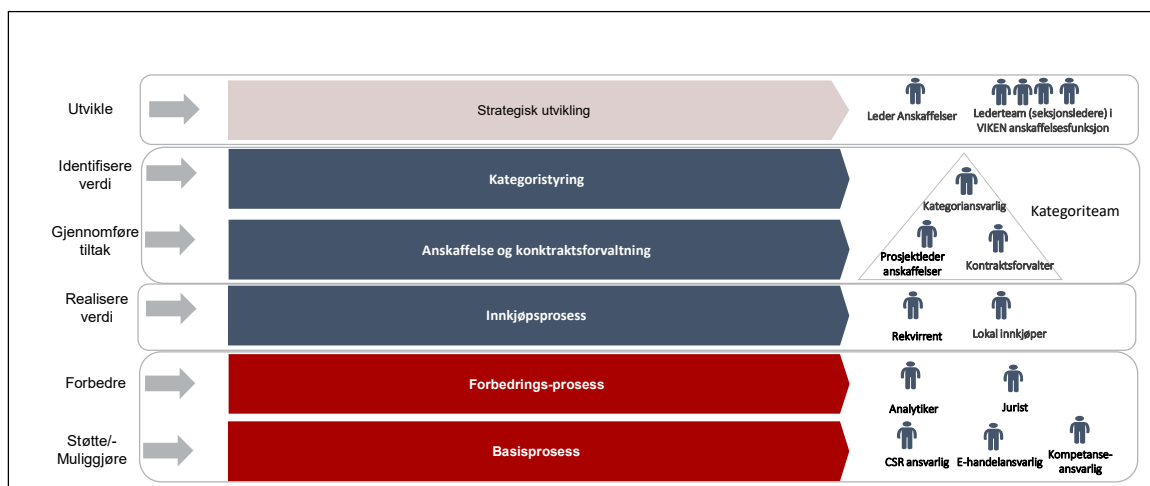 Utvikle
Strategisk utvikling
Leder Anskaffelser
Lederteam (seksjonsledere) i
VIKEN anskaffelsesfunksjon
Identifisere
verdi
Kategoristyring
Kategoriansvarlig
Kategoriteam
Gjennomføre
tiltak
Anskaffelse og konktraktsforvaltning
Prosjektleder
anskaffelser
Kontraktsforvalter
Realisere
verdi
Innkjøpsprosess
Rekvirrent
Lokal innkjøper
Forbedre
Forbedrings-prosess
Analytiker
Jurist
Støtte/-
Muliggjøre
Basisprosess
CSR ansvarlig
E-handelansvarlig
Kompetanse-
ansvarlig